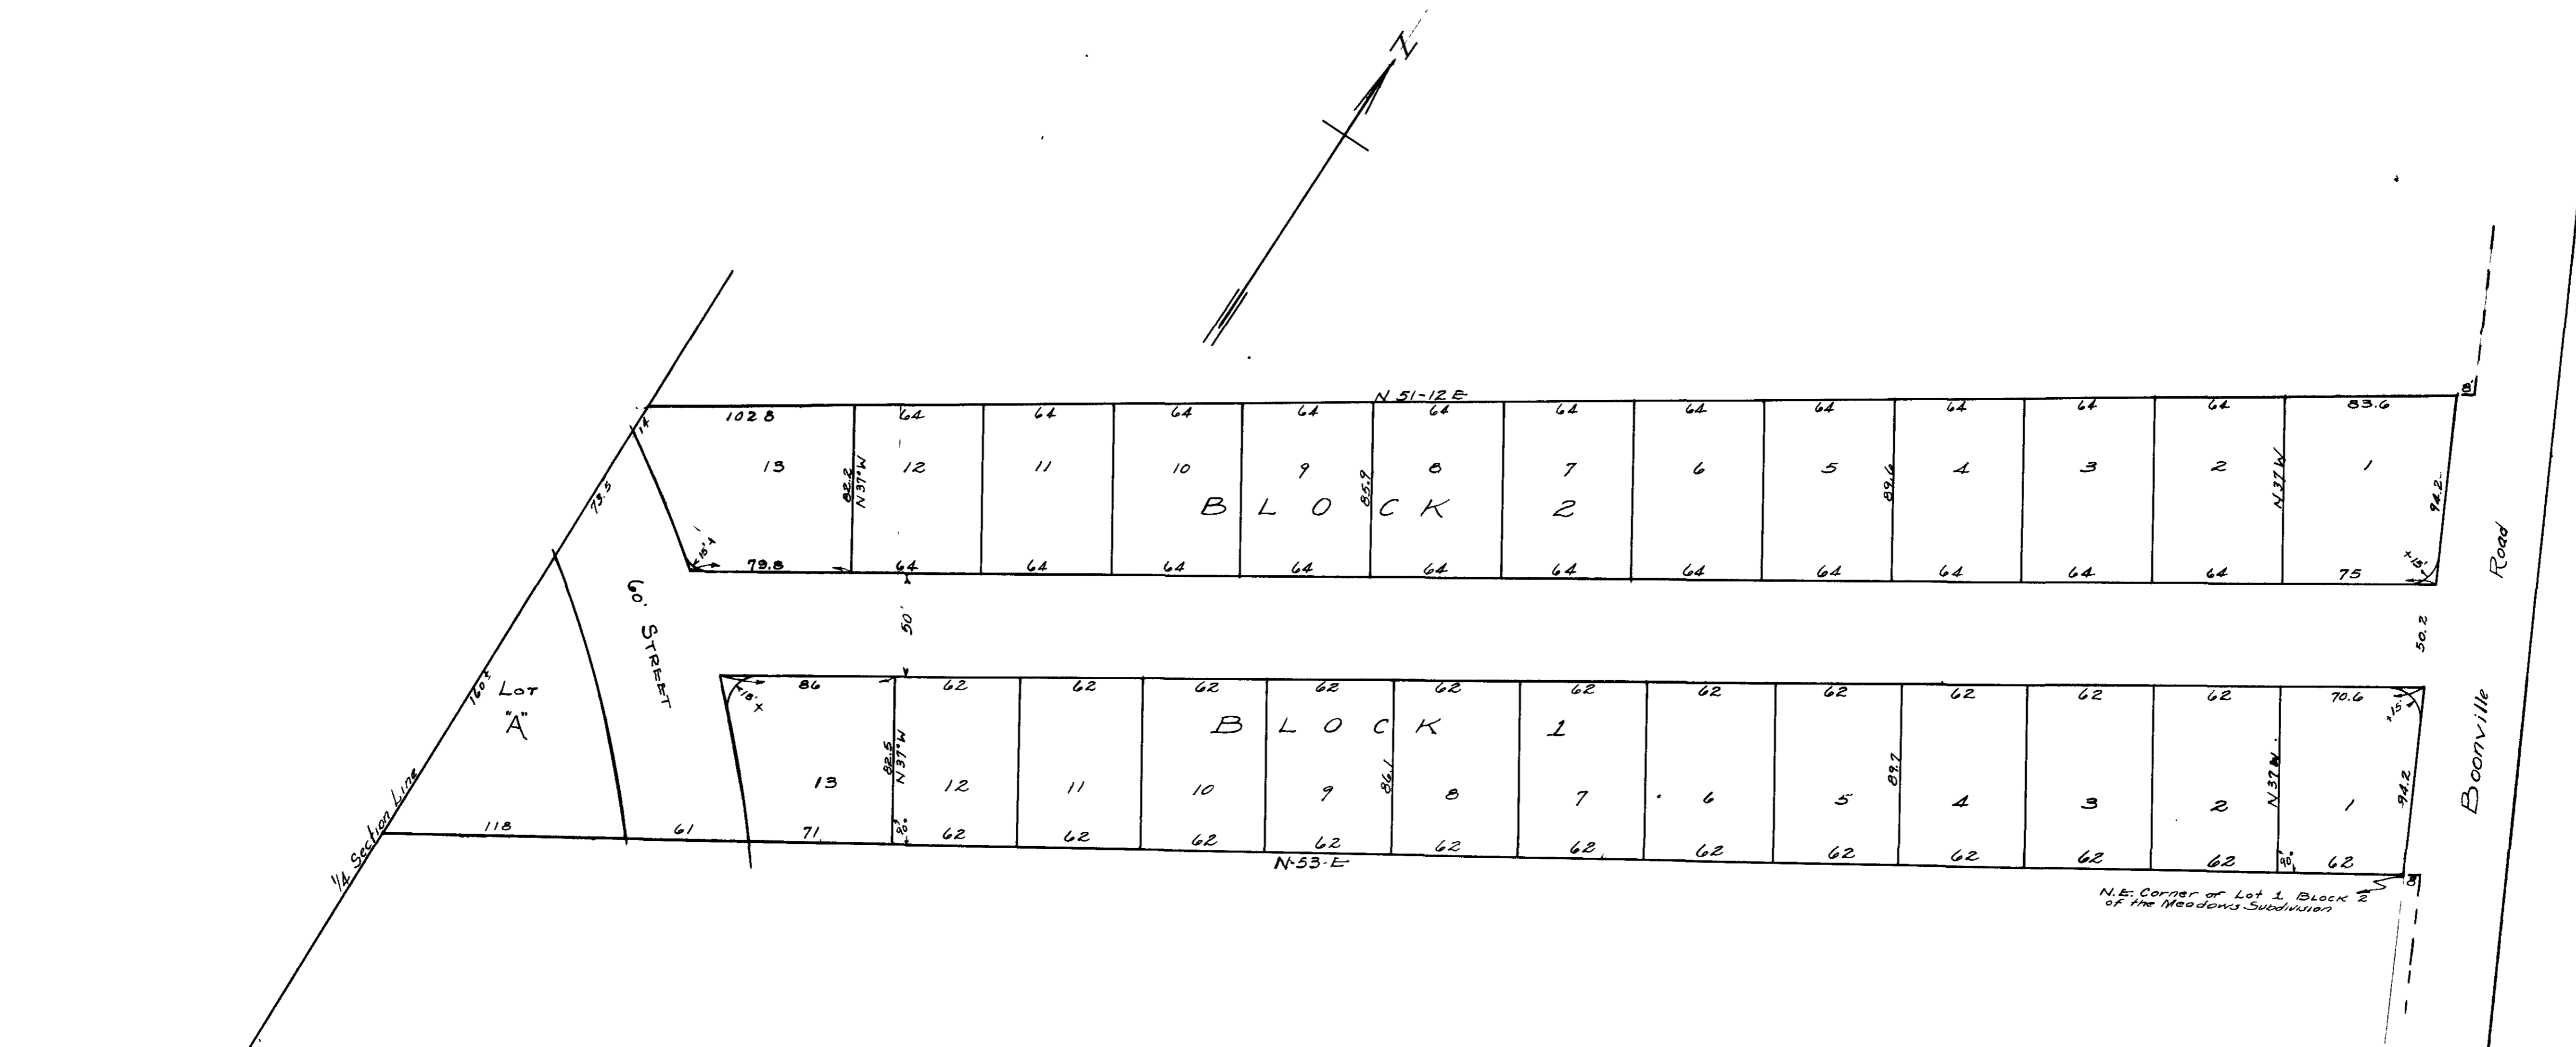 N
N 51-12 E
102 8 64 64 64 64 64 64 64 64 64 64 64 83.6
18.
14
13 12 11 10 9 8 7 6 5 4 3 2 1
82.2
N 37° W
85.9
89.6
N 37 W
94.2
73.5
BLOCK 2
15'±
±15'
79.8 64 64 64 64 64 64 64 64 64 64 64 75
Road
60' STREET
50'
50.2
160±
LOT
"A"
86 62 62 62 62 62 62 62 62 62 62 62 70.6
±15'
BLOCK 1
Boonville
82.5
N 37° W
86.1
89.7
N 37 W
94.2
13 12 11 10 9 8 7 6 5 4 3 2 1
1/4 Section Line
118 61 71 62 62 62 62 62 62 62 62 62 62 62 62
90°
90°
N-53-E
N.E. Corner of Lot 1 BLOCK 2
of the Meadows Subdivision